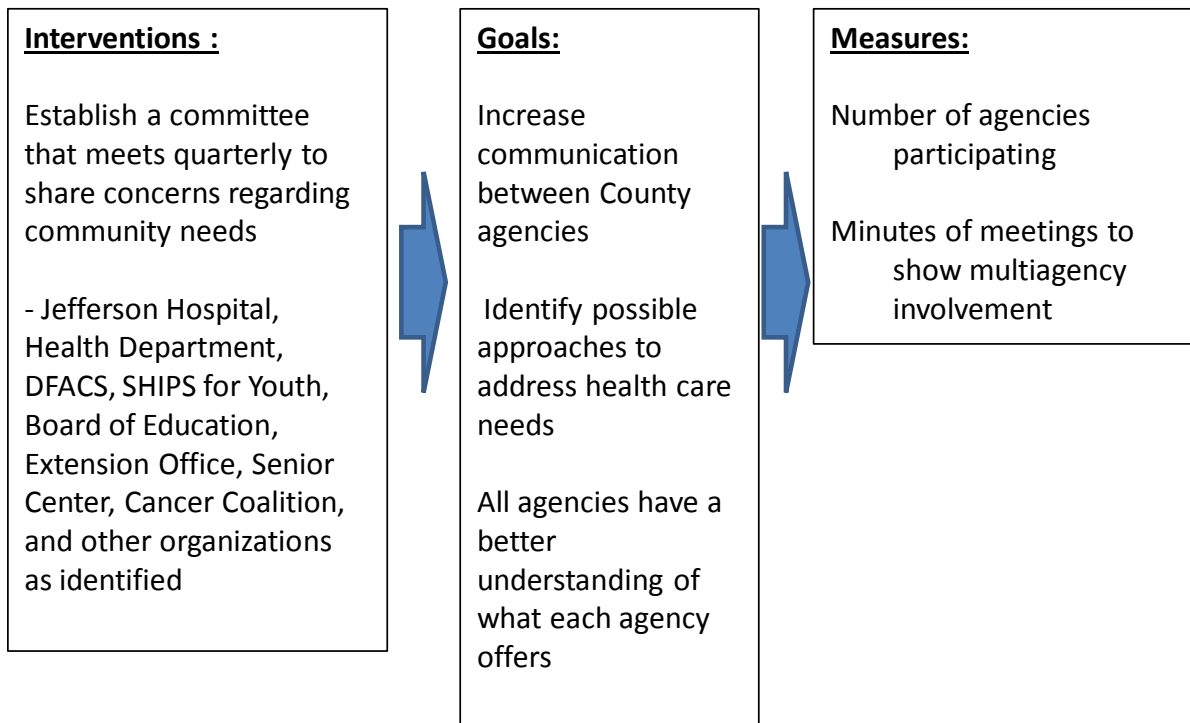 Interventions :
Establish a committee
that meets quarterly to
share concerns regarding
community needs
- Jefferson Hospital,
Health Department,
DFACS, SHIPS for Youth,
Board of Education,
Extension Office, Senior
Center, Cancer Coalition,
and other organizations
as identified
Goals:
Increase
communication
between County
agencies
Identify possible
approaches to
address health care
needs
All agencies have a
better
understanding of
what each agency
offers
Measures:
Number of agencies
participating
Minutes of meetings to
show multiagency
involvement